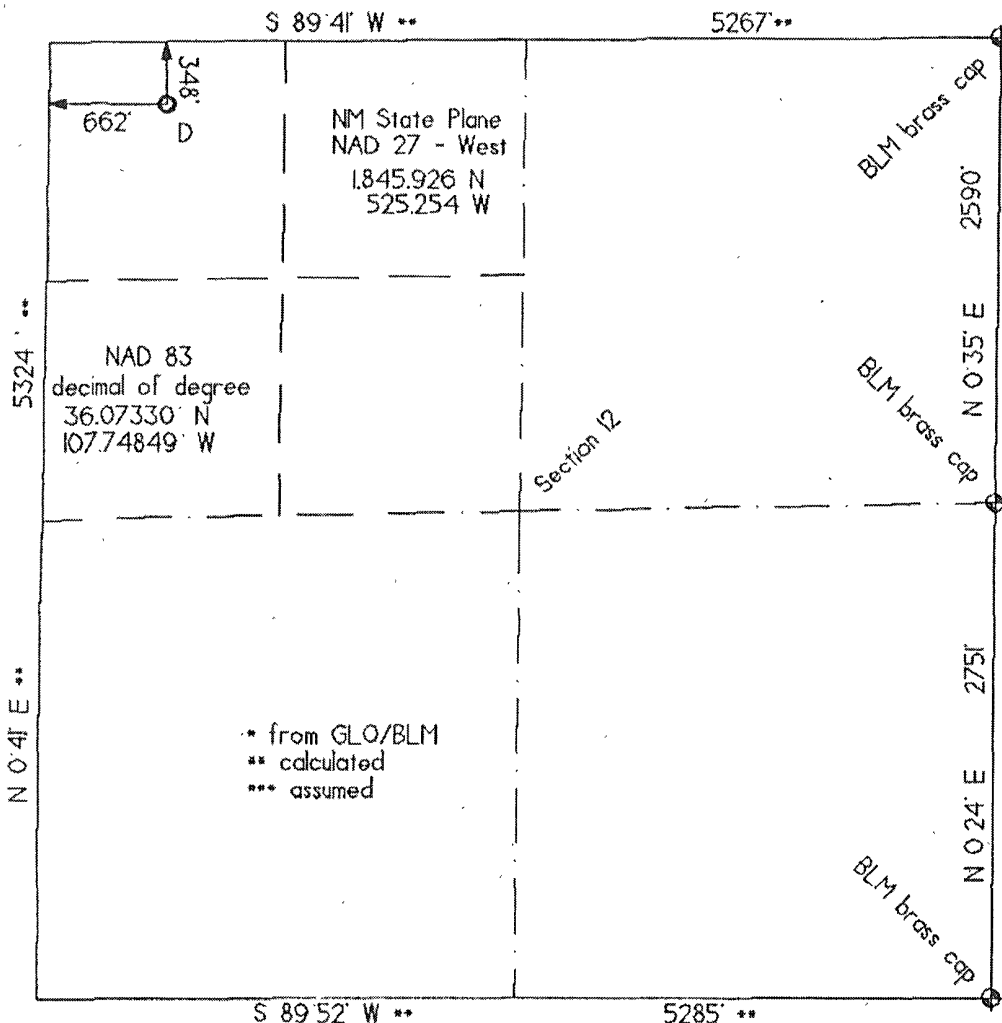 S 89°41' W ** 5267' **
348'
662'
D
NM State Plane
NAD 27 - West
1,845,926 N
525,254 W
BLM brass cap
2590'
N 0°35' E
5324' **
NAD 83
decimal of degree
36.07330° N
107.74849° W
BLM brass cap
Section 12
N 0°41' E **
* from GLO/BLM
** calculated
*** assumed
2751'
N 0°24' E
BLM brass cap
S 89°52' W ** 5285' **